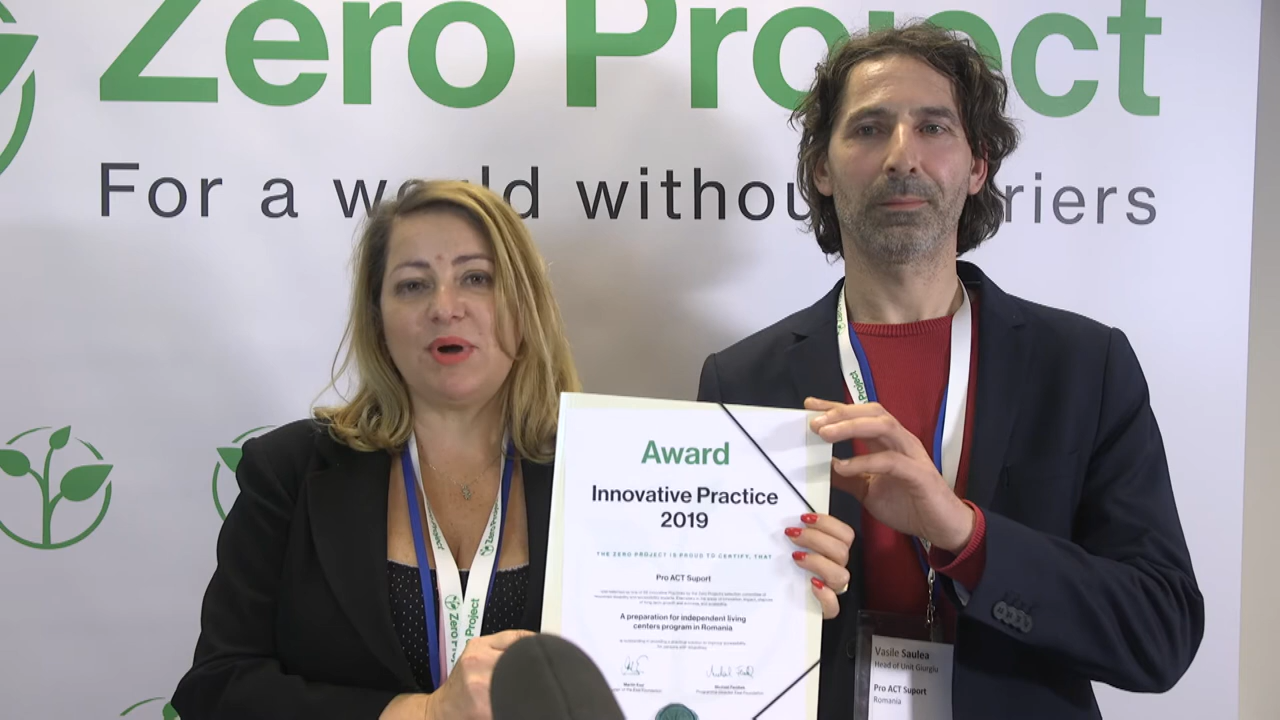 Zero Project
For a world without barriers
Award
Innovative Practice
2019
THE ZERO PROJECT IS PROUD TO CERTIFY, THAT
Pro ACT Suport
A preparation for independent living
centers program in Romania
Zero Project
Zero Project
Vasile Saulea
Head of Unit Giurgiu
Pro ACT Suport
Romania